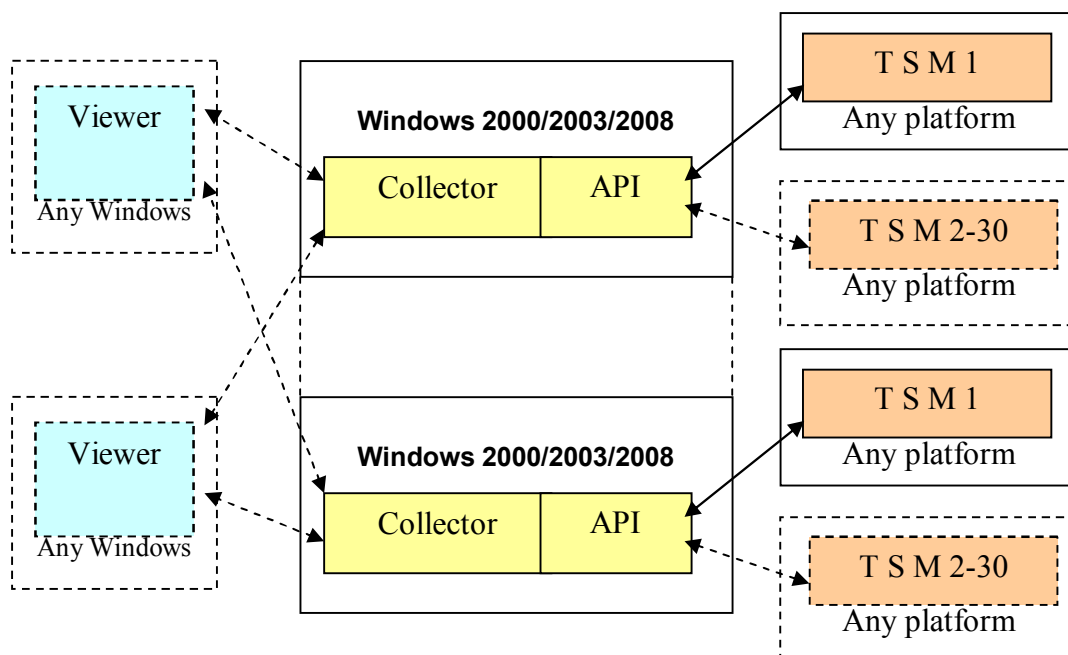 Viewer
Any Windows
Windows 2000/2003/2008
Collector
API
T S M 1
Any platform
T S M 2-30
Any platform
Viewer
Any Windows
Windows 2000/2003/2008
Collector
API
T S M 1
Any platform
T S M 2-30
Any platform